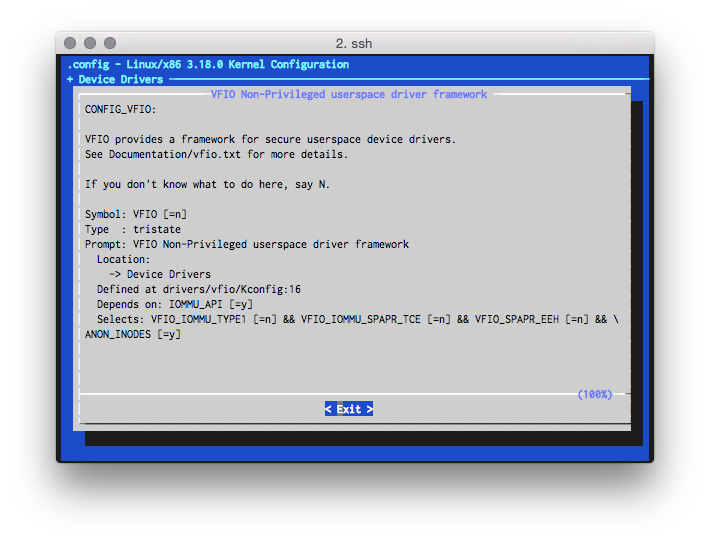 2. ssh
.config - Linux/x86 3.18.0 Kernel Configuration
+ Device Drivers
VFIO Non-Privileged userspace driver framework
CONFIG_VFIO:
VFIO provides a framework for secure userspace device drivers.
See Documentation/vfio.txt for more details.
If you don't know what to do here, say N.
Symbol: VFIO [=n]
Type  : tristate
Prompt: VFIO Non-Privileged userspace driver framework
Location:
-> Device Drivers
Defined at drivers/vfio/Kconfig:16
Depends on: IOMMU_API [=y]
Selects: VFIO_IOMMU_TYPE1 [=n] && VFIO_IOMMU_SPAPR_TCE [=n] && VFIO_SPAPR_EEH [=n] && \
ANON_INODES [=y]
(100%)
< Exit >